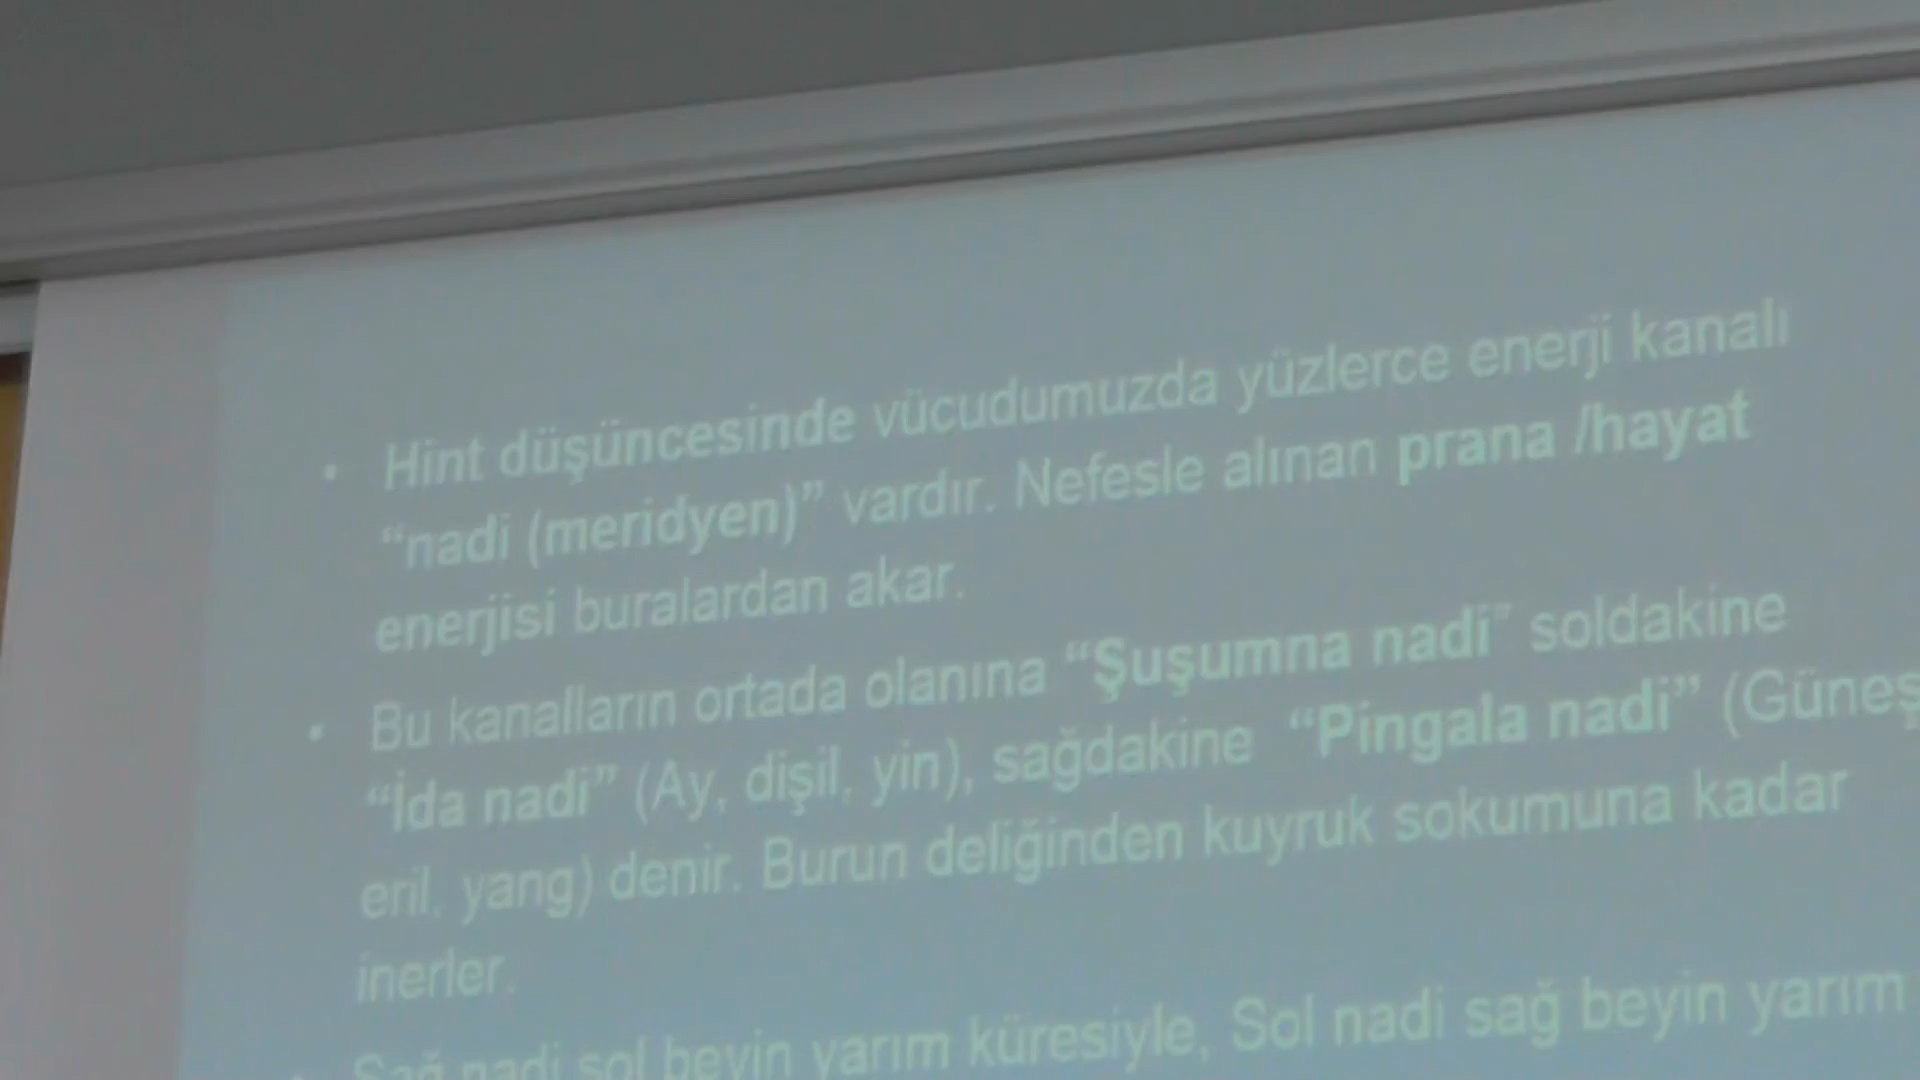 • Hint düşüncesinde vücudumuzda yüzlerce enerji kanalı
“nadi (meridyen)” vardır. Nefesle alınan prana /hayat
enerjisi buralardan akar.
• Bu kanalların ortada olanına “Şuşumna nadi” soldakine
“İda nadi” (Ay, dişil, yin), sağdakine “Pingala nadi” (Güneş
eril, yang) denir. Burun deliğinden kuyruk sokumuna kadar
inerler.
• Sağ nadi sol beyin yarım küresiyle, Sol nadi sağ beyin yarım